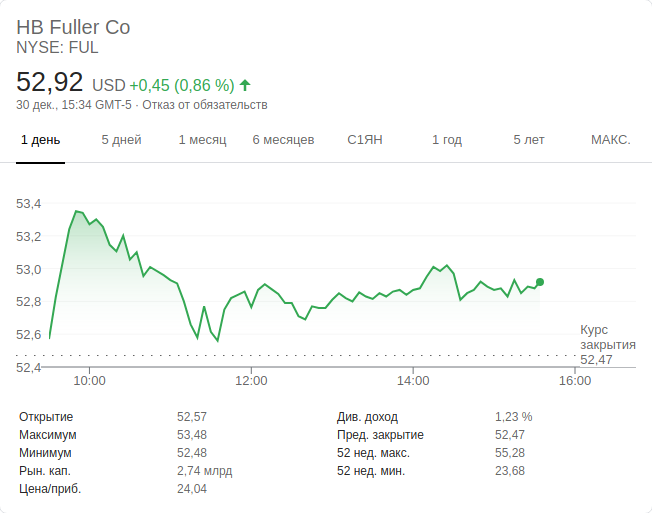 HB Fuller Co
NYSE: FUL
52,92 USD +0,45 (0,86 %)
30 дек., 15:34 GMT-5 · Отказ от обязательств
1 день 5 дней 1 месяц 6 месяцев С1ЯН 1 год 5 лет МАКС.
53,4
53,2
53,0
52,8
52,6
52,4
Курс
закрытия
52,47
10:00 12:00 14:00 16:00
Открытие 52,57 Див. доход 1,23 %
Максимум 53,48 Пред. закрытие 52,47
Минимум 52,48 52 нед. макс. 55,28
Рын. кап. 2,74 млрд 52 нед. мин. 23,68
Цена/приб. 24,04